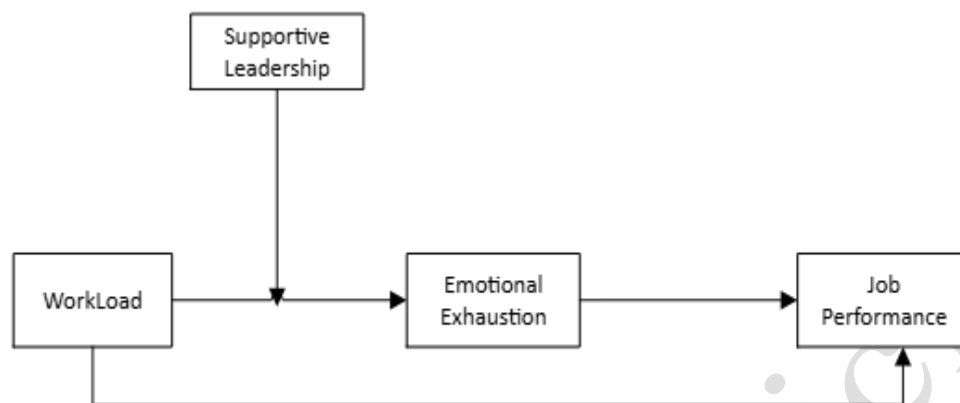 Supportive
Leadership
WorkLoad
Emotional
Exhaustion
Job
Performance